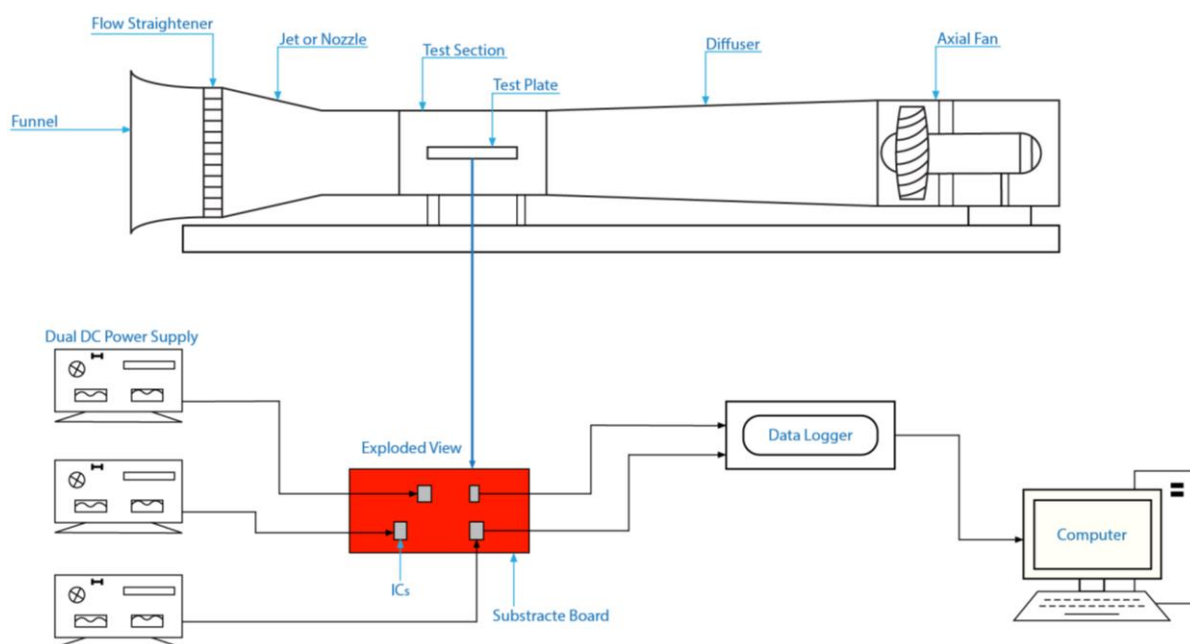 Flow Straightener
Jet or Nozzle
Test Section
Test Plate
Diffuser
Axial Fan
Funnel
Dual DC Power Supply
Exploded View
Data Logger
Computer
ICs
Substracte Board